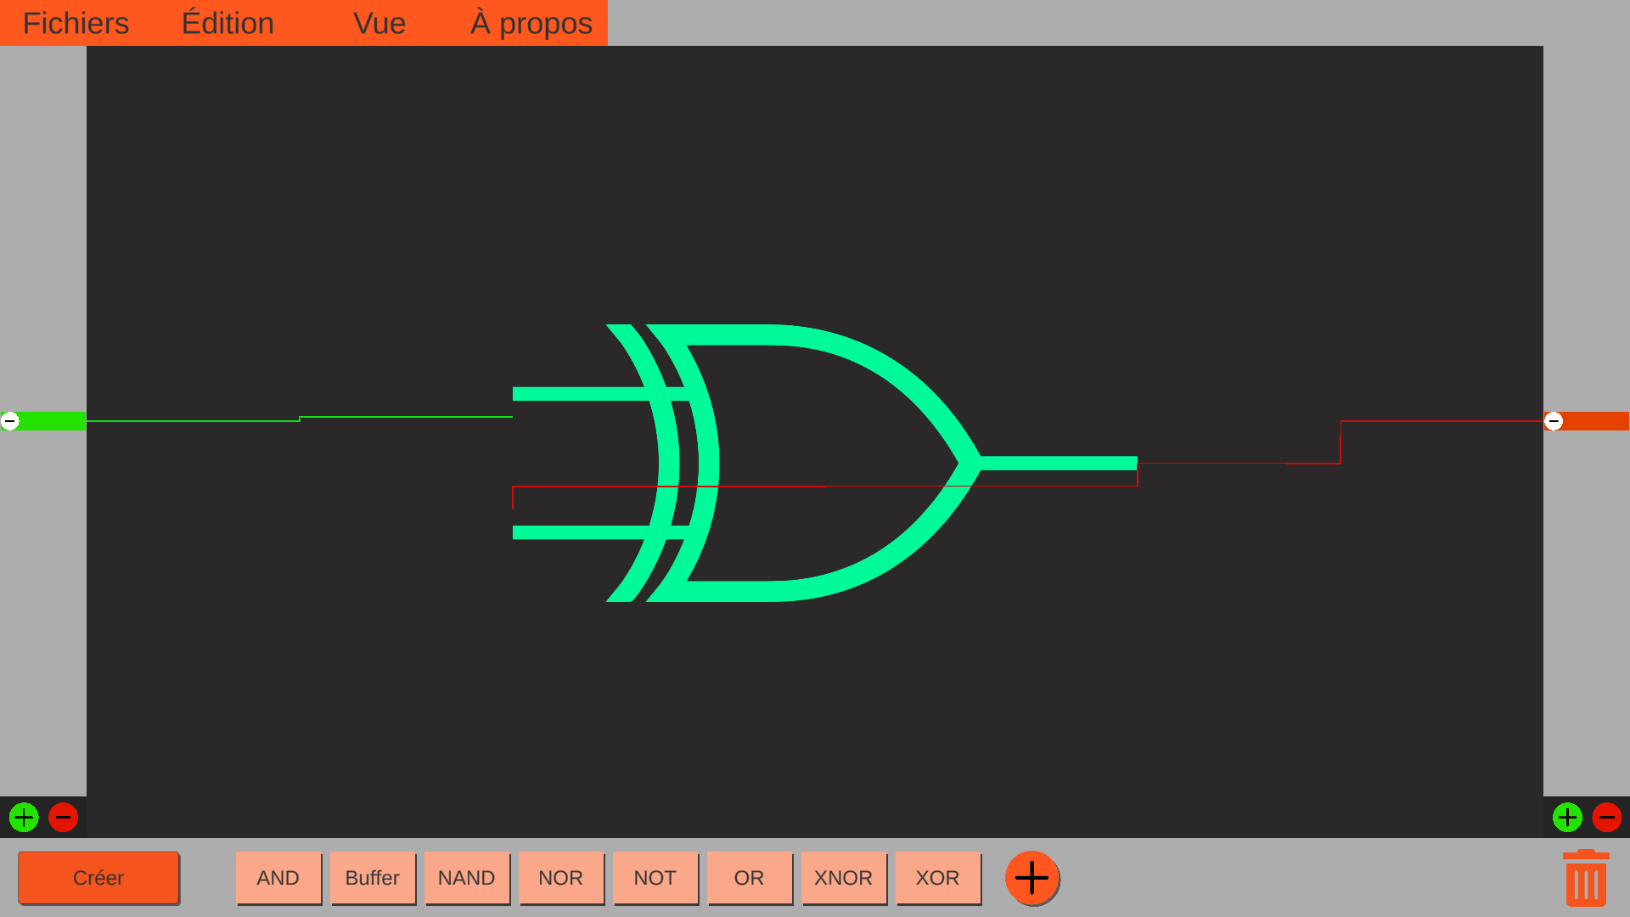 Fichiers Édition Vue À propos
Créer AND Buffer NAND NOR NOT OR XNOR XOR